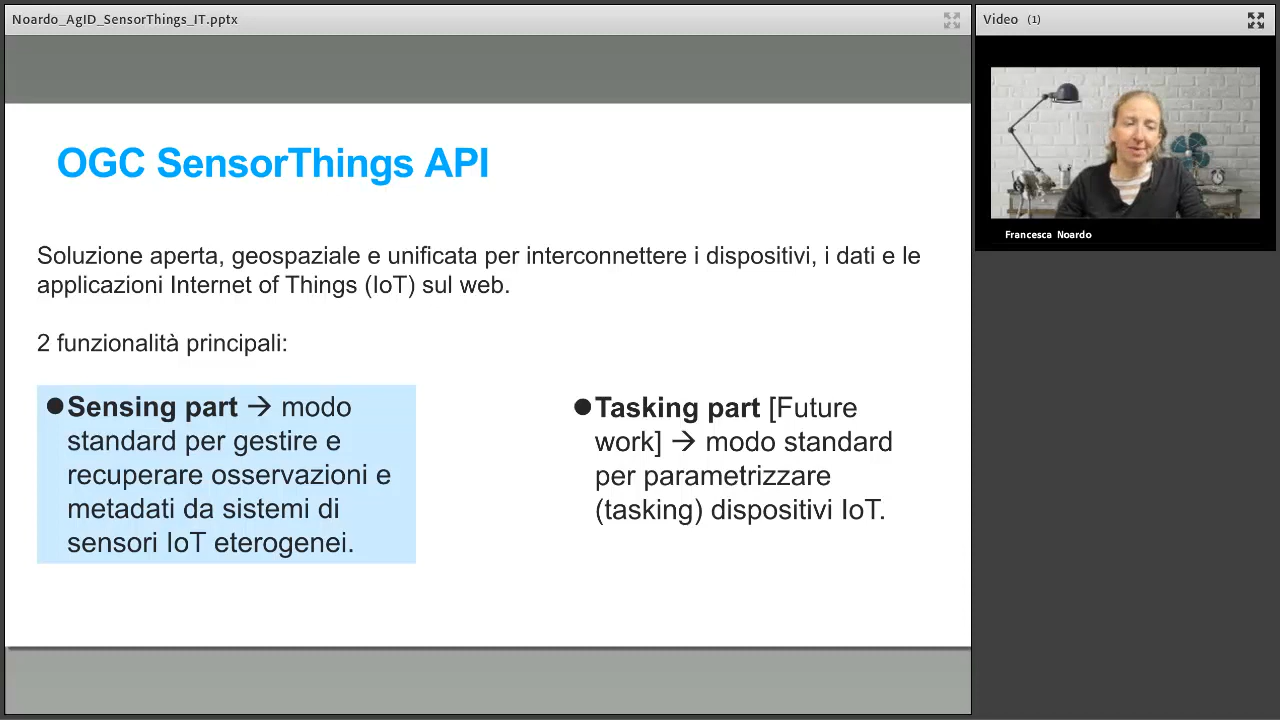 Noardo_AgID_SensorThings_IT.pptx
Video (1)
Francesca Noardo
OGC SensorThings API
Soluzione aperta, geospaziale e unificata per interconnettere i dispositivi, i dati e le
applicazioni Internet of Things (IoT) sul web.
2 funzionalità principali:
●Sensing part → modo
standard per gestire e
recuperare osservazioni e
metadati da sistemi di
sensori IoT eterogenei.
●Tasking part [Future
work] → modo standard
per parametrizzare
(tasking) dispositivi IoT.